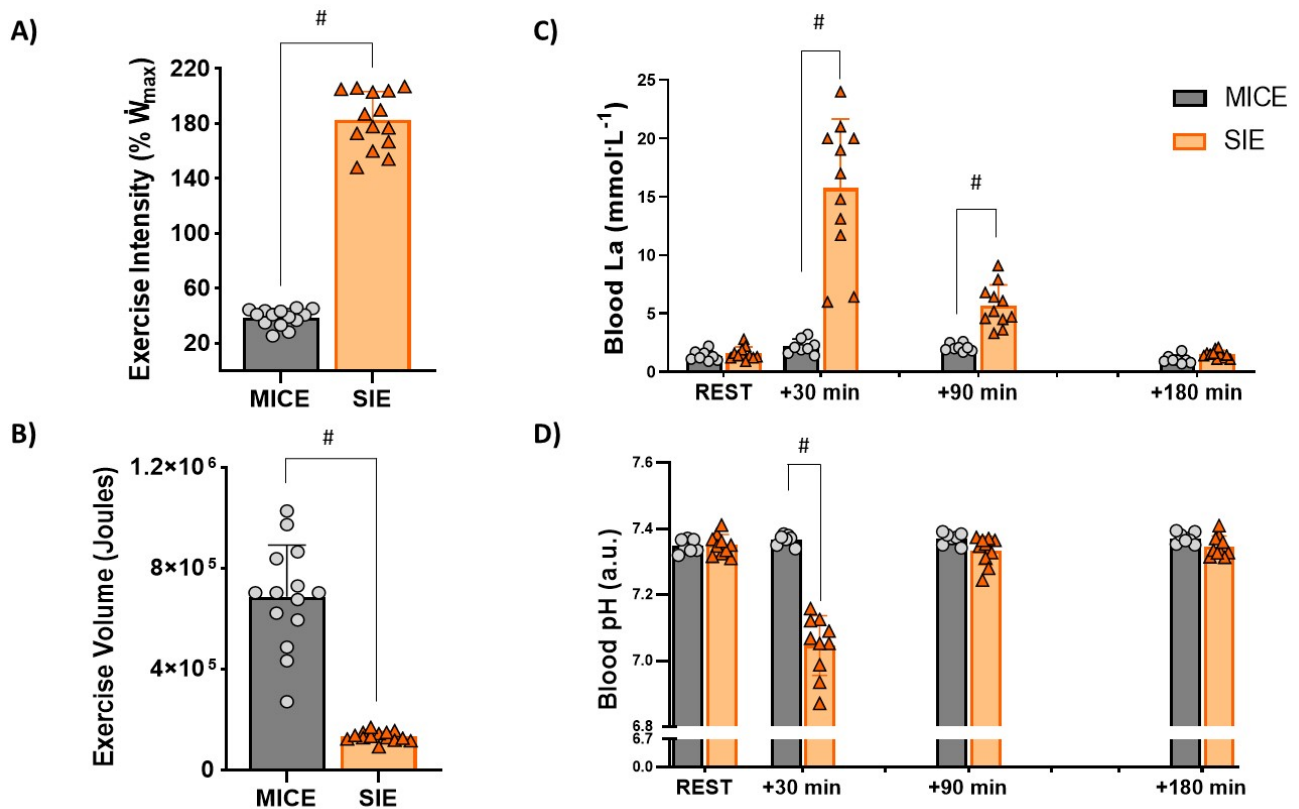 A)
#
Exercise Intensity (% Ẇmax)
220
180
140
100
60
20
MICE SIE
B)
#
Exercise Volume (Joules)
1.2×10⁶
8×10⁵
4×10⁵
0
MICE SIE
C)
#
#
Blood La (mmol·L⁻¹)
25
20
15
10
5
0
REST +30 min +90 min +180 min
MICE
SIE
D)
#
Blood pH (a.u.)
7.6
7.4
7.2
7.0
6.8
6.7
0.0
REST +30 min +90 min +180 min